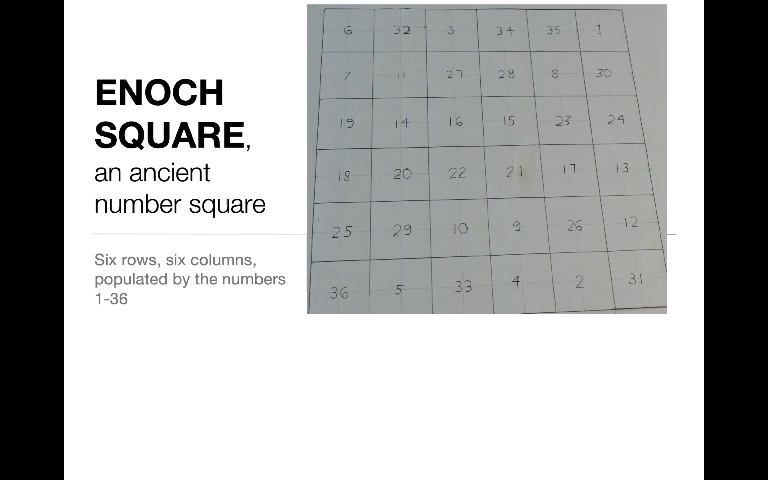 ENOCH
SQUARE,
an ancient
number square
Six rows, six columns,
populated by the numbers
1-36
6 32 3 34 35 1
7 11 27 28 8 30
19 14 16 15 23 24
18 20 22 21 17 13
25 29 10 9 26 12
36 5 33 4 2 31